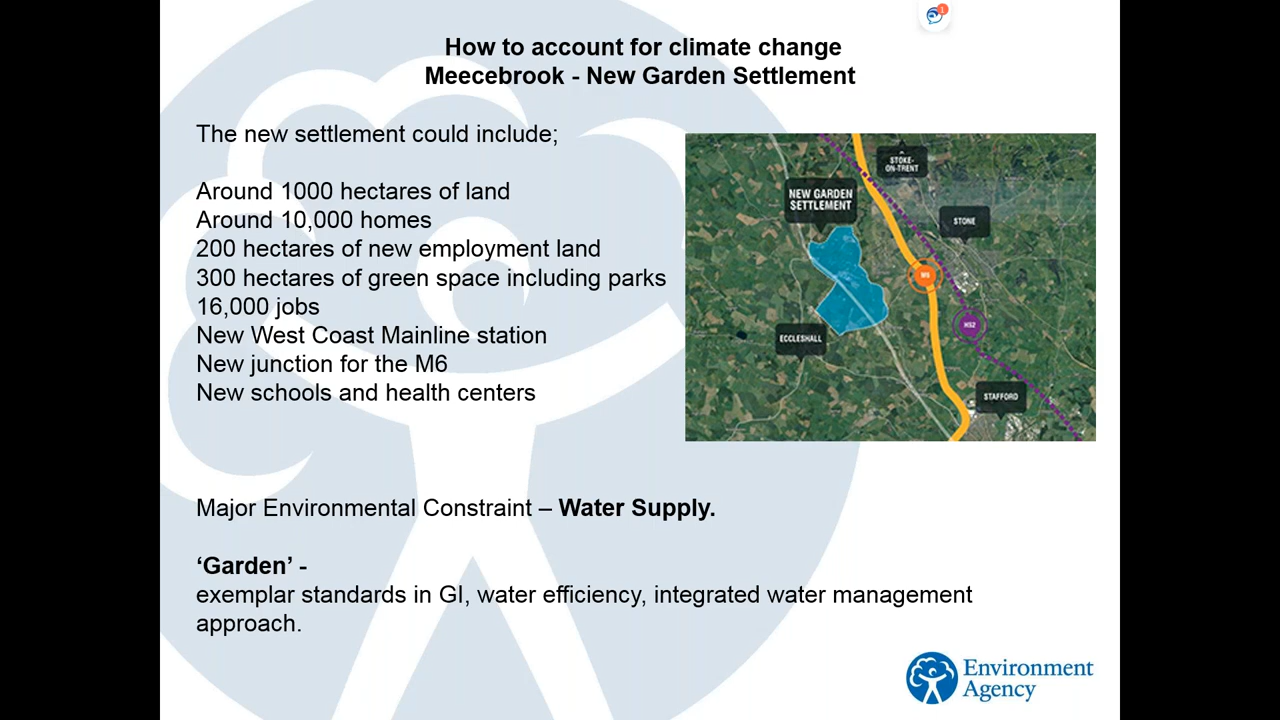 1
How to account for climate change
Meecebrook - New Garden Settlement
The new settlement could include;
Around 1000 hectares of land
Around 10,000 homes
200 hectares of new employment land
300 hectares of green space including parks
16,000 jobs
New West Coast Mainline station
New junction for the M6
New schools and health centers
STOKE-
ON-TRENT
NEW GARDEN
SETTLEMENT
STONE
M6
HS2
ECCLESHALL
STAFFORD
Major Environmental Constraint – Water Supply.
‘Garden’ -
exemplar standards in GI, water efficiency, integrated water management
approach.
Environment
Agency